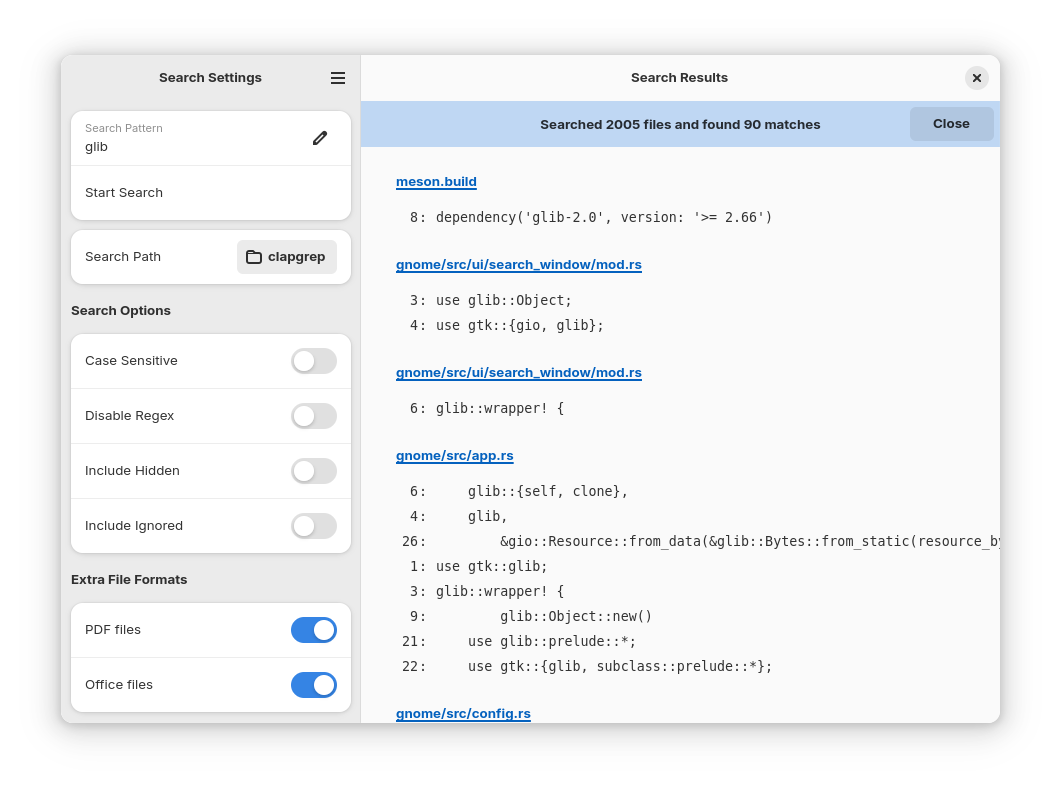 Search Settings
Search Pattern
glib
Start Search
Search Path
clapgrep
Search Options
Case Sensitive
Disable Regex
Include Hidden
Include Ignored
Extra File Formats
PDF files
Office files
Search Results
Searched 2005 files and found 90 matches
Close
meson.build
8: dependency('glib-2.0', version: '>= 2.66')
gnome/src/ui/search_window/mod.rs
3: use glib::Object;
4: use gtk::{gio, glib};
gnome/src/ui/search_window/mod.rs
6: glib::wrapper! {
gnome/src/app.rs
6:     glib::{self, clone},
4:     glib,
26:         &gio::Resource::from_data(&glib::Bytes::from_static(resource_by
1: use gtk::glib;
3: glib::wrapper! {
9:         glib::Object::new()
21:     use glib::prelude::*;
22:     use gtk::{glib, subclass::prelude::*};
gnome/src/config.rs